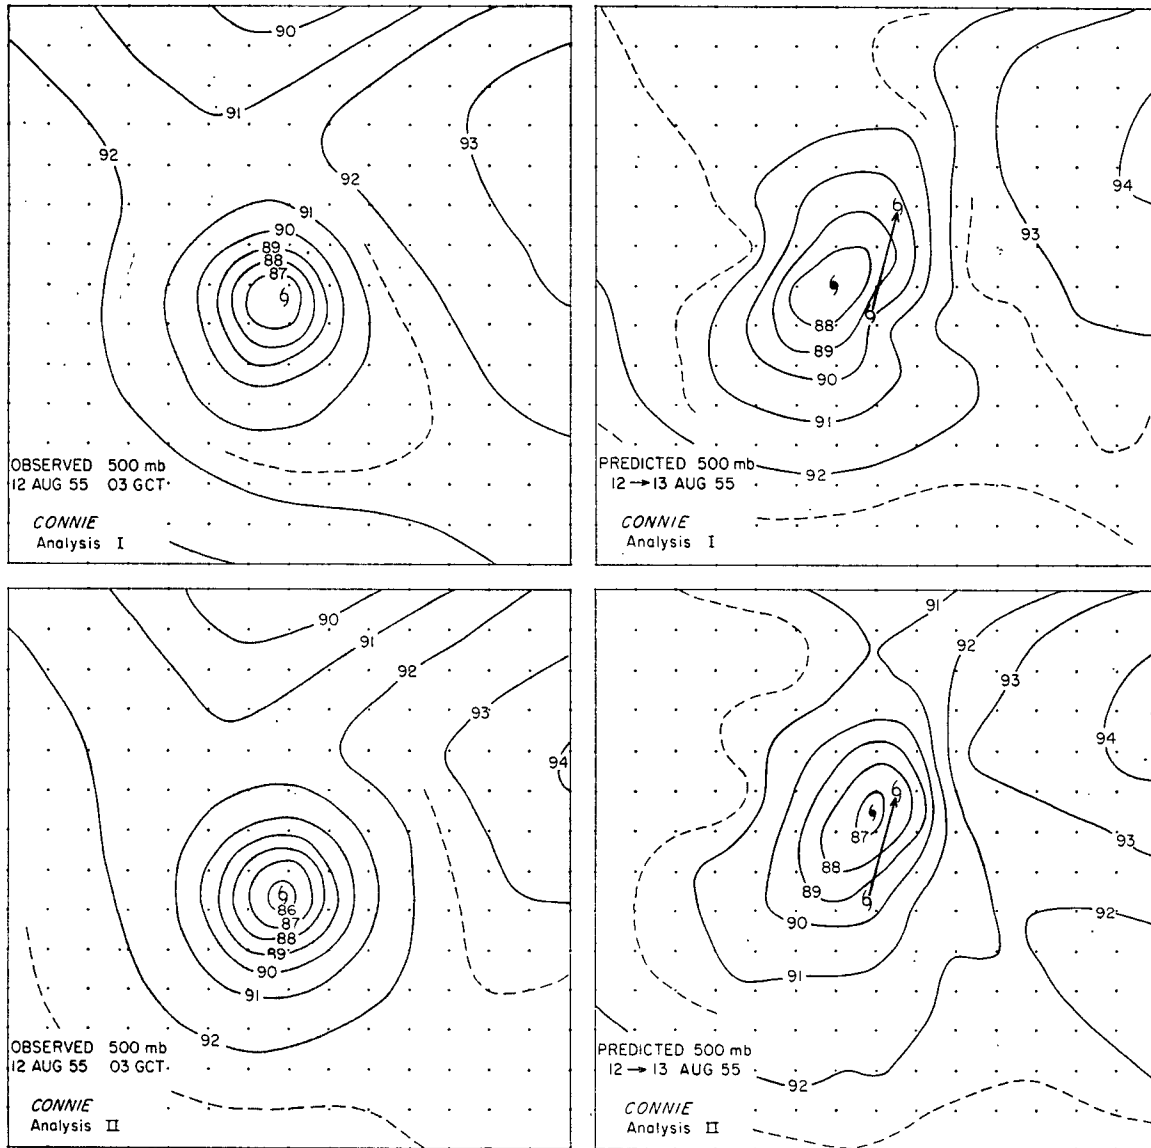 90
91
92
93
92
91
90
89
88
87
OBSERVED 500 mb
12 AUG 55 03 GCT
CONNIE
Analysis I
94
93
88
89
90
91
92
PREDICTED 500 mb
12→13 AUG 55
CONNIE
Analysis I
90
91
92
93
94
86
87
88
89
90
91
92
OBSERVED 500 mb
12 AUG 55 03 GCT
CONNIE
Analysis II
91
92
93
94
93
87
88
89
90
92
91
92
PREDICTED 500 mb
12→13 AUG 55
CONNIE
Analysis II